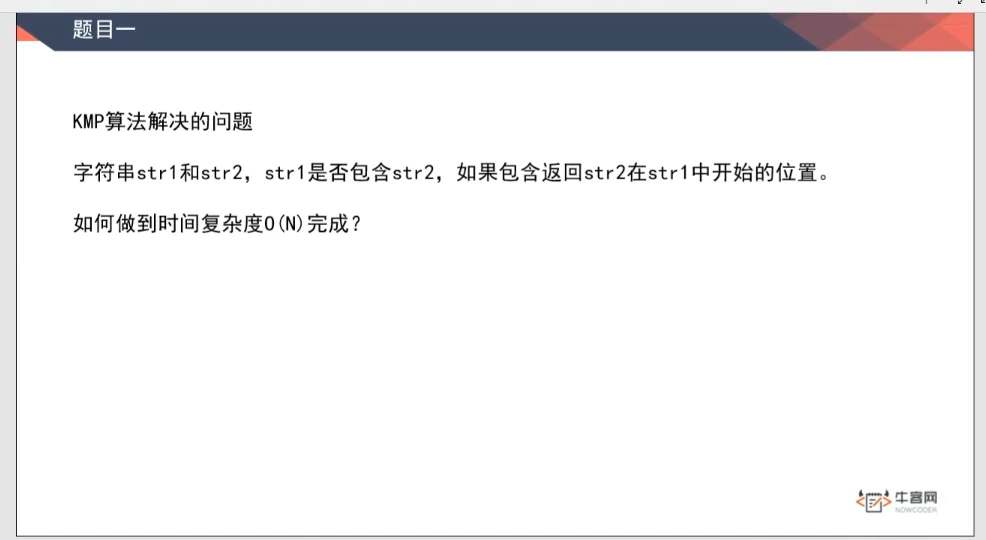 题目一
KMP算法解决的问题
字符串str1和str2，str1是否包含str2，如果包含返回str2在str1中开始的位置。
如何做到时间复杂度O(N)完成？
牛客网
NOWCODER